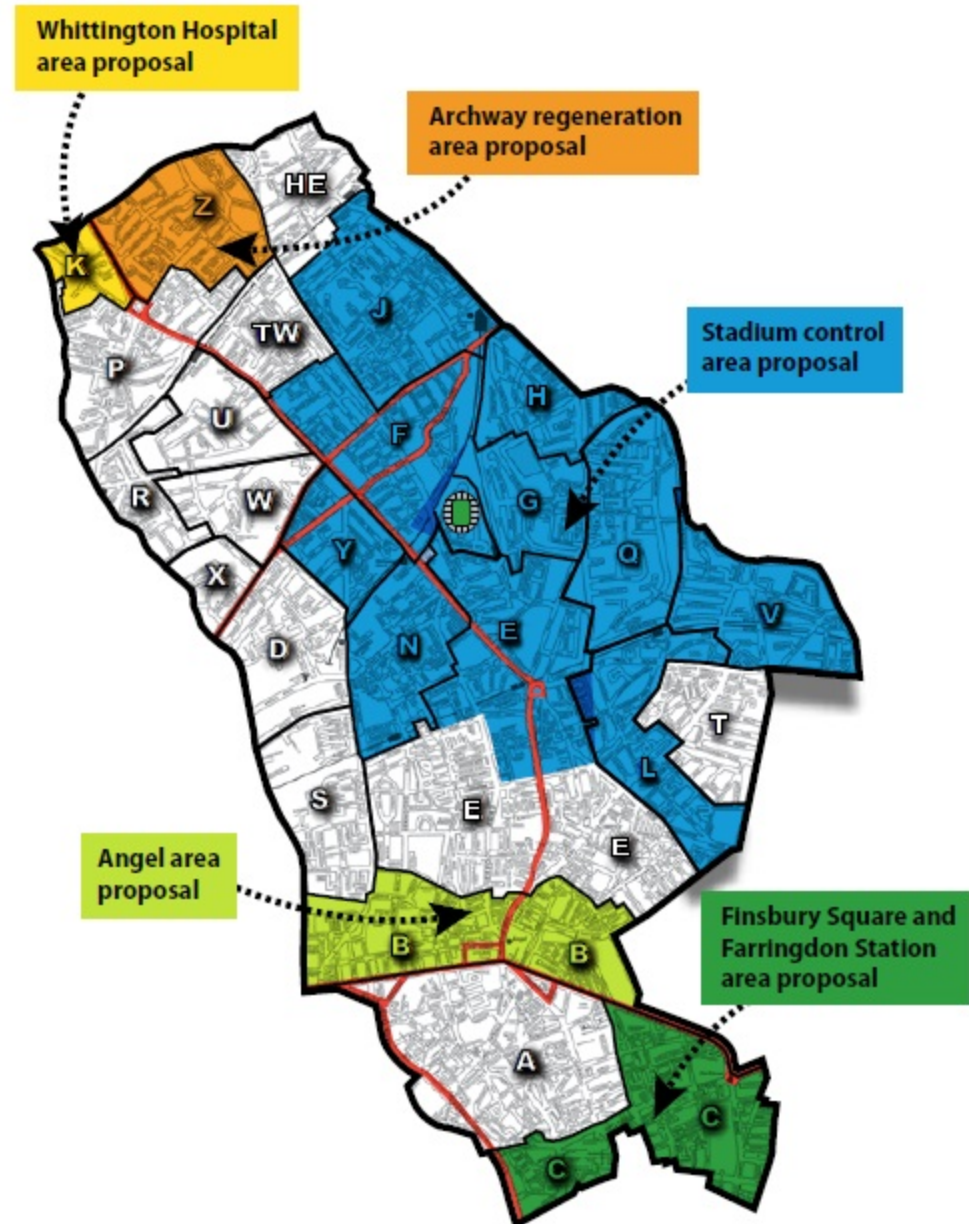 Whittington Hospital
area proposal
Archway regeneration
area proposal
HE
Z
K
J
TW
Stadium control
area proposal
P
H
U
F
R
W
G
Y
Q
X
V
D
N
E
T
L
S
E
E
Angel area
proposal
B
B
Finsbury Square and
Farringdon Station
area proposal
A
C
C